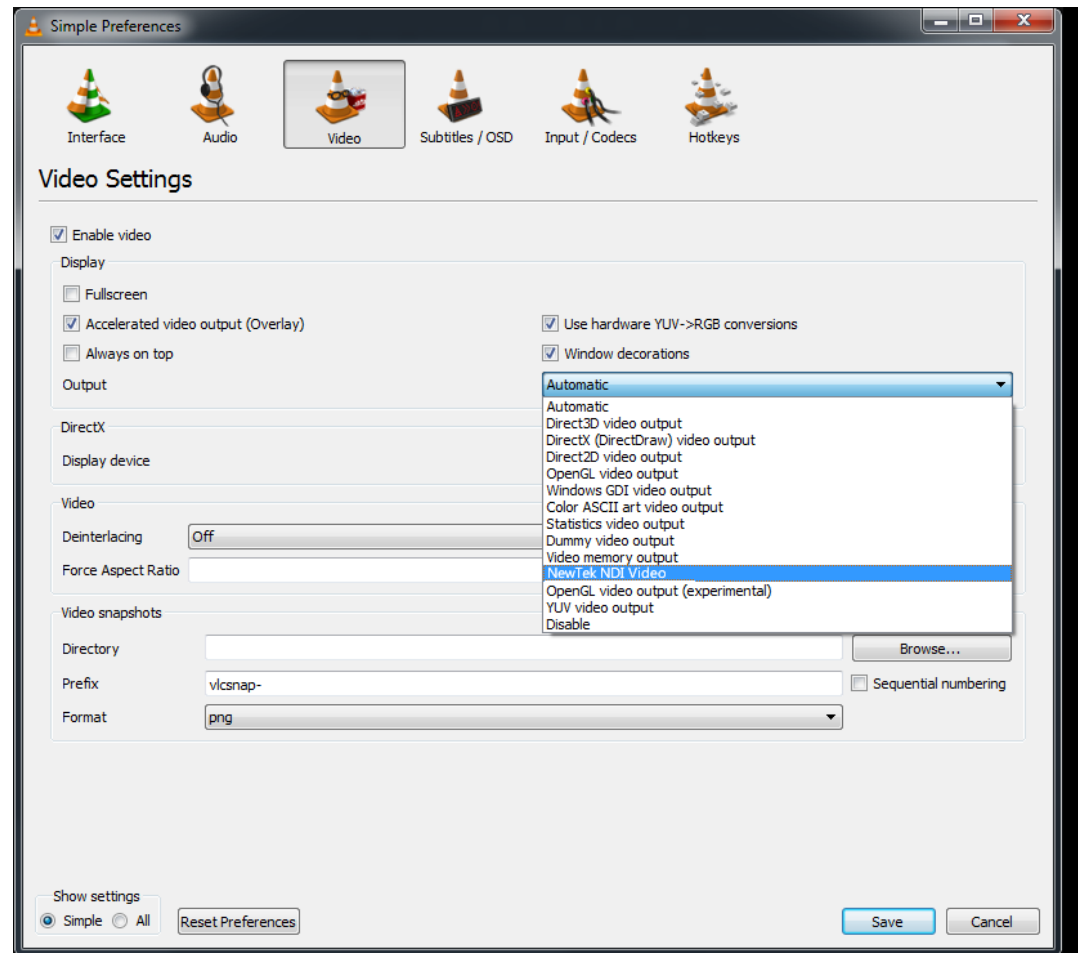 Simple Preferences
Interface
Audio
Video
Subtitles / OSD
Input / Codecs
Hotkeys
Video Settings
Enable video
Display
Fullscreen
Accelerated video output (Overlay)
Use hardware YUV->RGB conversions
Always on top
Window decorations
Output
Automatic
Automatic
Direct3D video output
DirectX (DirectDraw) video output
Direct2D video output
OpenGL video output
Windows GDI video output
Color ASCII art video output
Statistics video output
Dummy video output
Video memory output
NewTek NDI Video
OpenGL video output (experimental)
YUV video output
Disable
DirectX
Display device
Video
Deinterlacing
Off
Force Aspect Ratio
Video snapshots
Directory
Browse...
Prefix
vlcsnap-
Sequential numbering
Format
png
Show settings
Simple
All
Reset Preferences
Save
Cancel